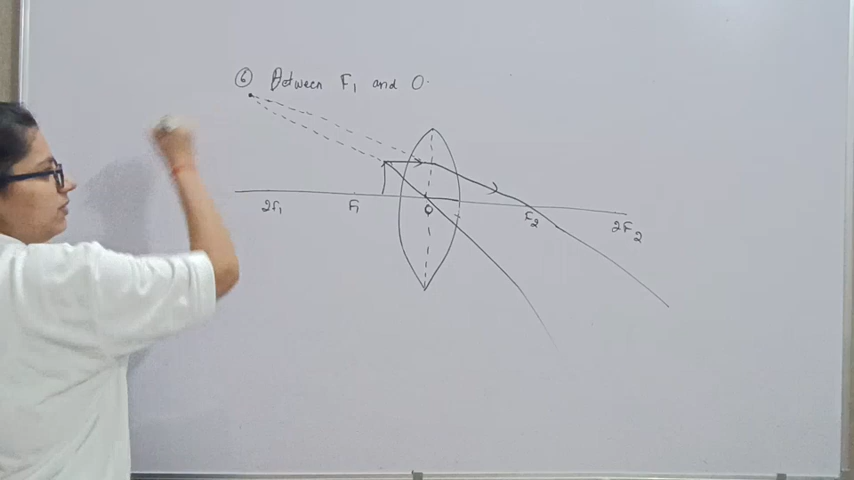 ⑥ Between F₁ and O.
2F₁ F₁ O F₂ 2F₂